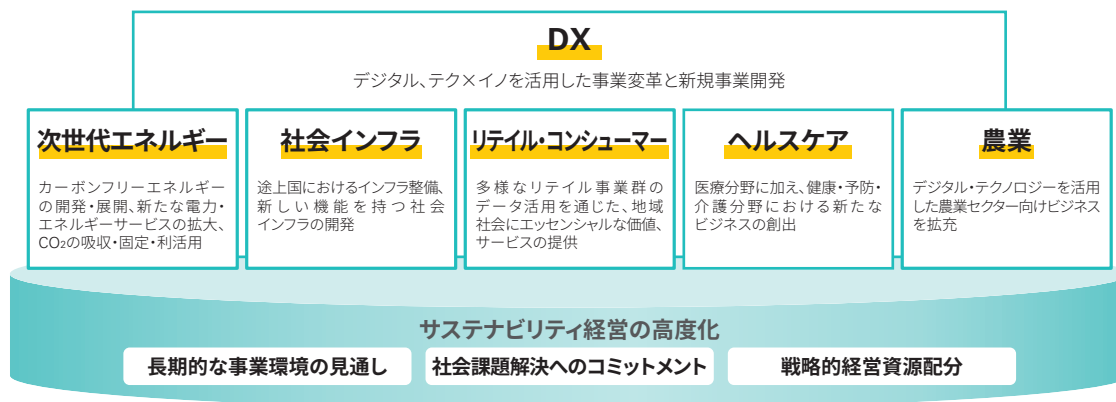 DX
デジタル、テク×イノを活用した事業変革と新規事業開発
次世代エネルギー
カーボンフリーエネルギー
の開発・展開、新たな電力・
エネルギーサービスの拡大、
CO₂の吸収・固定・利活用
社会インフラ
途上国におけるインフラ整備、
新しい機能を持つ社会
インフラの開発
リテイル・コンシューマー
多様なリテイル事業群の
データ活用を通じた、地域
社会にエッセンシャルな価値、
サービスの提供
ヘルスケア
医療分野に加え、健康・予防・
介護分野における新たな
ビジネスの創出
農業
デジタル・テクノロジーを活用
した農業セクター向けビジネス
を拡充
サステナビリティ経営の高度化
長期的な事業環境の見通し
社会課題解決へのコミットメント
戦略的経営資源配分